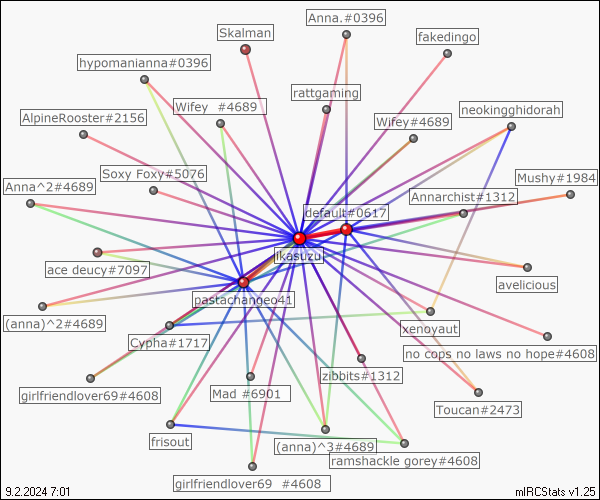 Skalman
Anna.#0396
fakedingo
hypomanianna#0396
rattgaming
Wifey  #4689
neokingghidorah
AlpineRooster#2156
Wifey#4689
Soxy Foxy#5076
Mushy#1984
Anna^2#4689
Annarchist#1312
default#0617
jikasuzu
ace deucy#7097
avelicious
pastachangeo41
(anna)^2#4689
xenoyaut
Cypha#1717
no cops no laws no hope#4608
zibbits#1312
girlfriendlover69#4608
Mad  #6901
Toucan#2473
frisout
(anna)^3#4689
ramshackle gorey#4608
girlfriendlover69  #4608
9.2.2024 7:01
mIRCStats v1.25